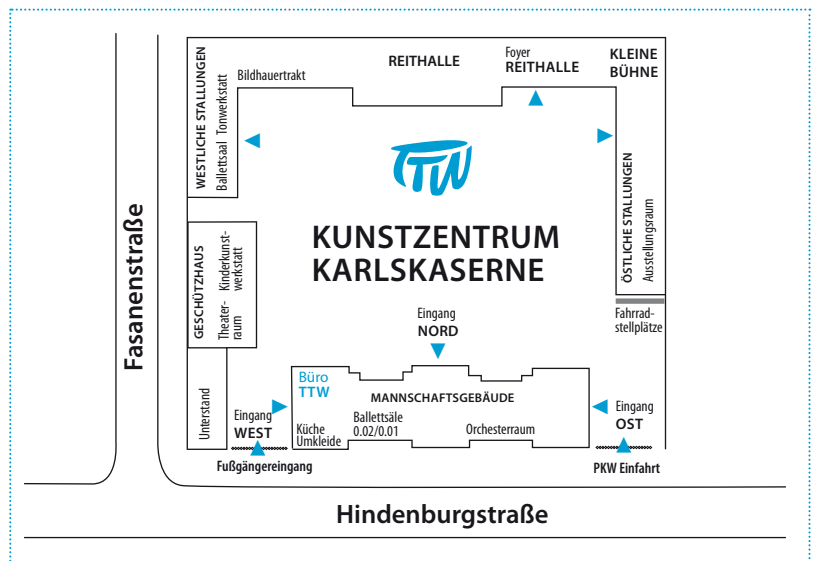 REITHALLE
Foyer
REITHALLE
KLEINE
BÜHNE
Bildhauertrakt
WESTLICHE STALLUNGEN
Ballettsaal Tonwerkstatt
TTW
KUNSTZENTRUM
KARLSKASERNE
ÖSTLICHE STALLUNGEN
Ausstellungsraum
GESCHÜTZHAUS
Theater-
raum
Kinderkunst-
werkstatt
Fahrrad-
stellplätze
Fasanenstraße
Eingang
NORD
Büro
TTW
MANNSCHAFTSGEBÄUDE
Unterstand
Eingang
WEST
Küche
Umkleide
Ballettsäle
0.02/0.01
Orchesterraum
Eingang
OST
Fußgängereingang
PKW Einfahrt
Hindenburgstraße